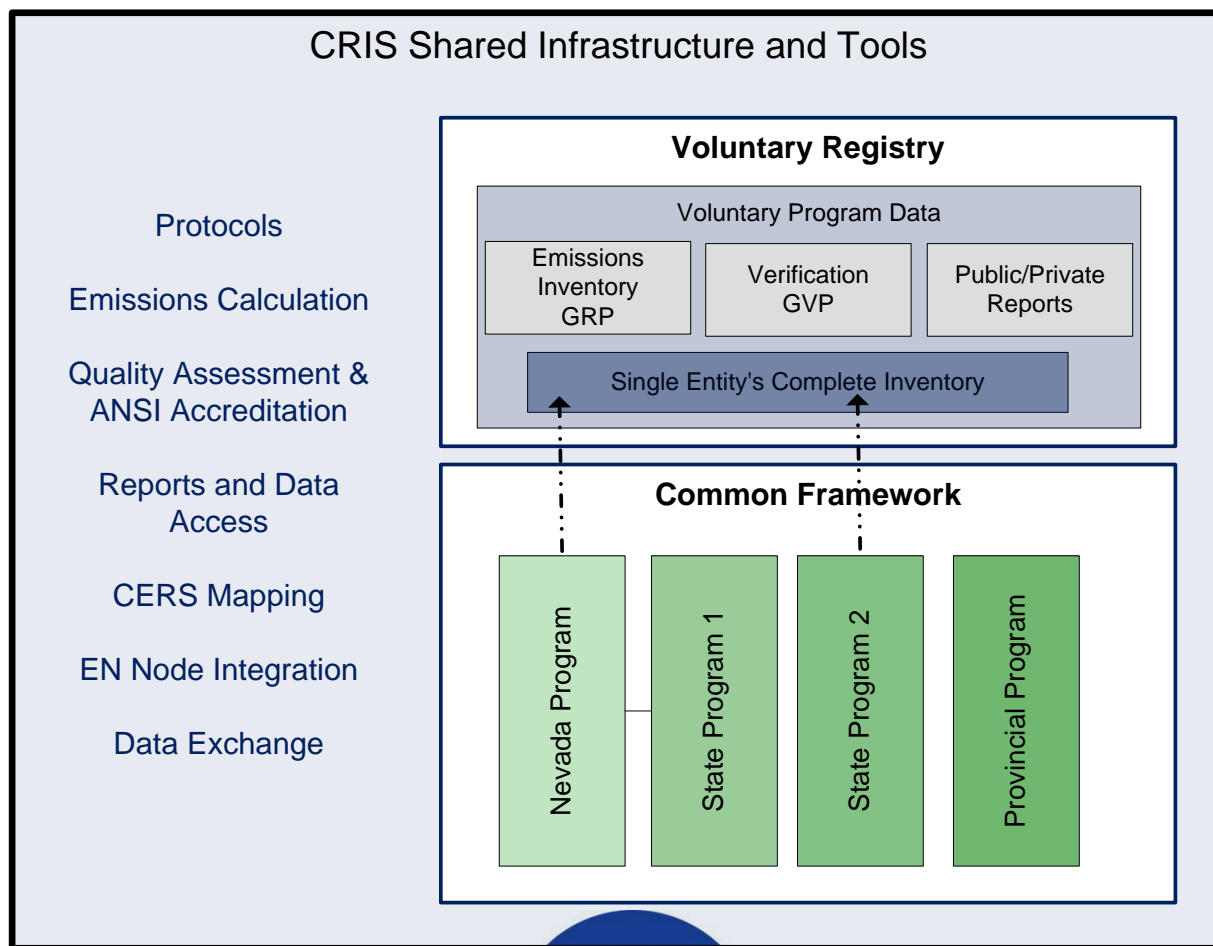 CRIS Shared Infrastructure and Tools
Protocols
Emissions Calculation
Quality Assessment &
ANSI Accreditation
Reports and Data
Access
CERS Mapping
EN Node Integration
Data Exchange
Voluntary Registry
Voluntary Program Data
Emissions
Inventory
GRP
Verification
GVP
Public/Private
Reports
Single Entity's Complete Inventory
Common Framework
Nevada Program
State Program 1
State Program 2
Provincial Program